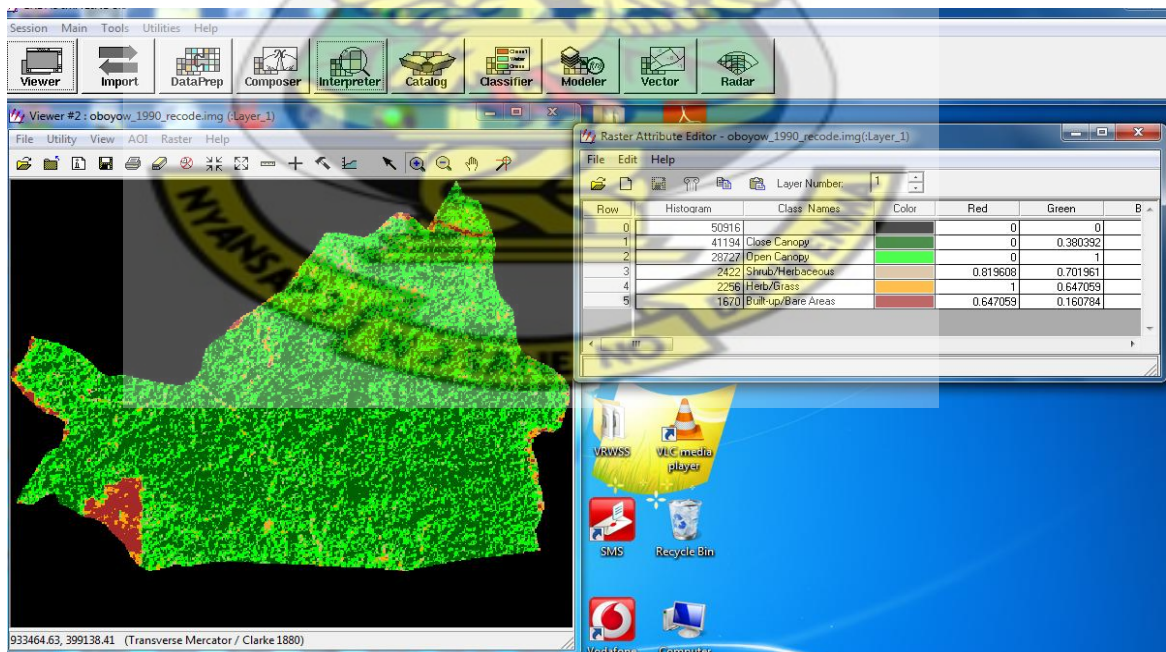 Session Main Tools Utilities Help
Viewer Import DataPrep Composer Interpreter Catalog Classifier Modeler Vector Radar
Viewer #2 : oboyow_1990_recode.img (:Layer_1)
File Utility View AOI Raster Help
Raster Attribute Editor - oboyow_1990_recode.img(:Layer_1)
File Edit Help
Layer Number: 1
Row Histogram Class Names Color Red Green B
0 50916 0 0
1 41194 Close Canopy 0 0.380392
2 28727 Open Canopy 0 1
3 2422 Shrub/Herbaceous 0.819608 0.701961
4 2256 Herb/Grass 1 0.647059
5 1670 Built-up/Bare Areas 0.647059 0.160784
NO
VRWSS
VLC media player
SMS
Recycle Bin
Computer
933464.63, 399138.41 (Transverse Mercator / Clarke 1880)